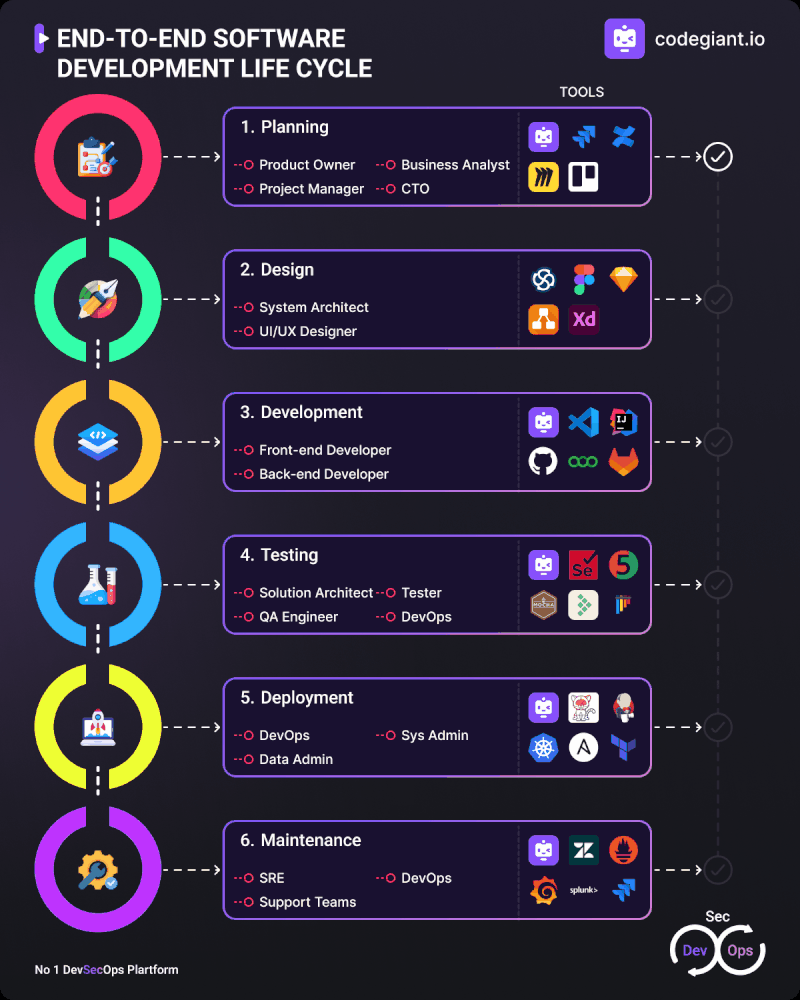 END-TO-END SOFTWARE
DEVELOPMENT LIFE CYCLE
codegiant.io
TOOLS
1. Planning
Product Owner
Business Analyst
Project Manager
CTO
2. Design
System Architect
UI/UX Designer
Xd
3. Development
Front-end Developer
Back-end Developer
IJ
4. Testing
Solution Architect
Tester
QA Engineer
DevOps
Se
5
MOCHA
5. Deployment
DevOps
Sys Admin
Data Admin
6. Maintenance
SRE
DevOps
Support Teams
splunk>
Sec
Dev
Ops
No 1 DevSecOps Plartform